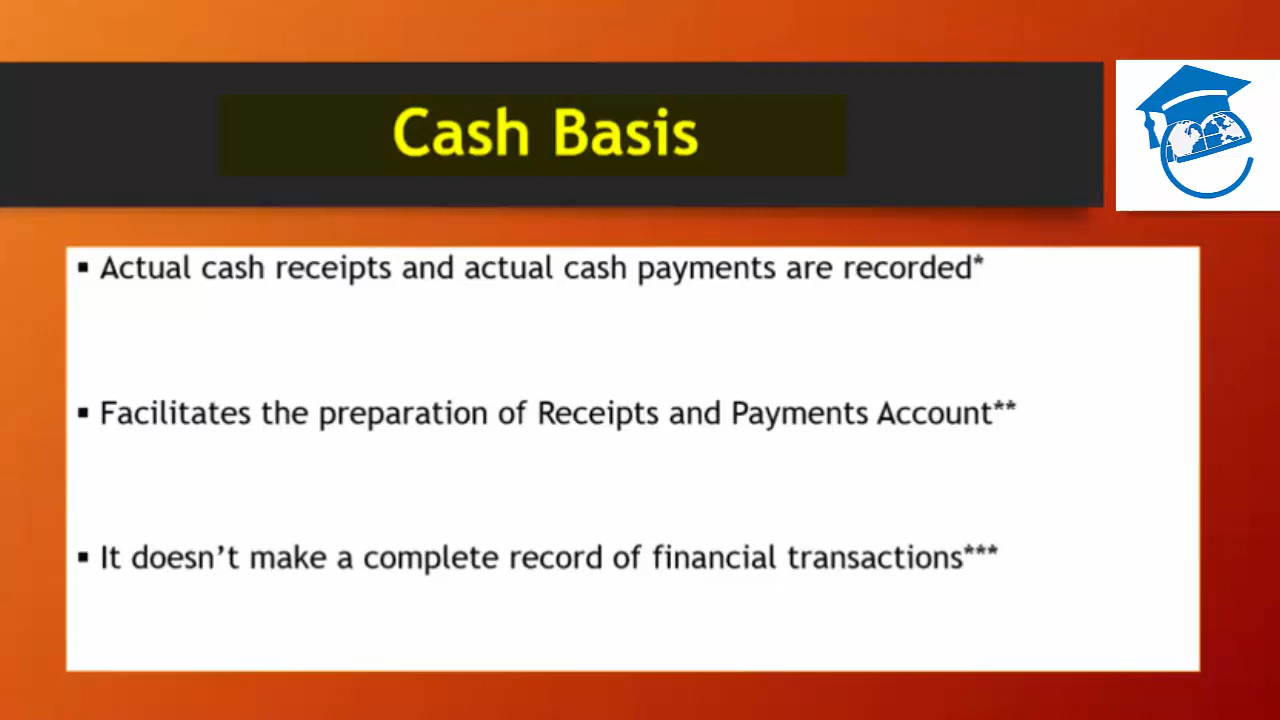 Cash Basis
▪ Actual cash receipts and actual cash payments are recorded*
▪ Facilitates the preparation of Receipts and Payments Account**
▪ It doesn’t make a complete record of financial transactions***